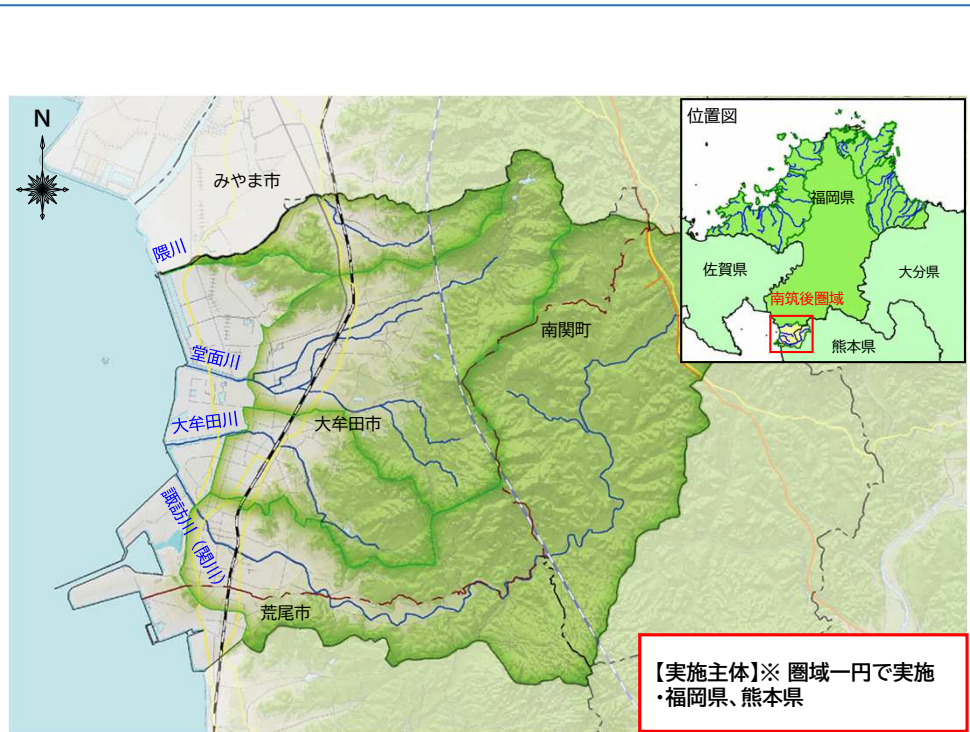 N
みやま市
隈川
堂面川
大牟田川
諏訪川（関川）
大牟田市
南関町
荒尾市
位置図
福岡県
佐賀県
大分県
南筑後圏域
熊本県
【実施主体】※ 圏域一円で実施
・福岡県、熊本県